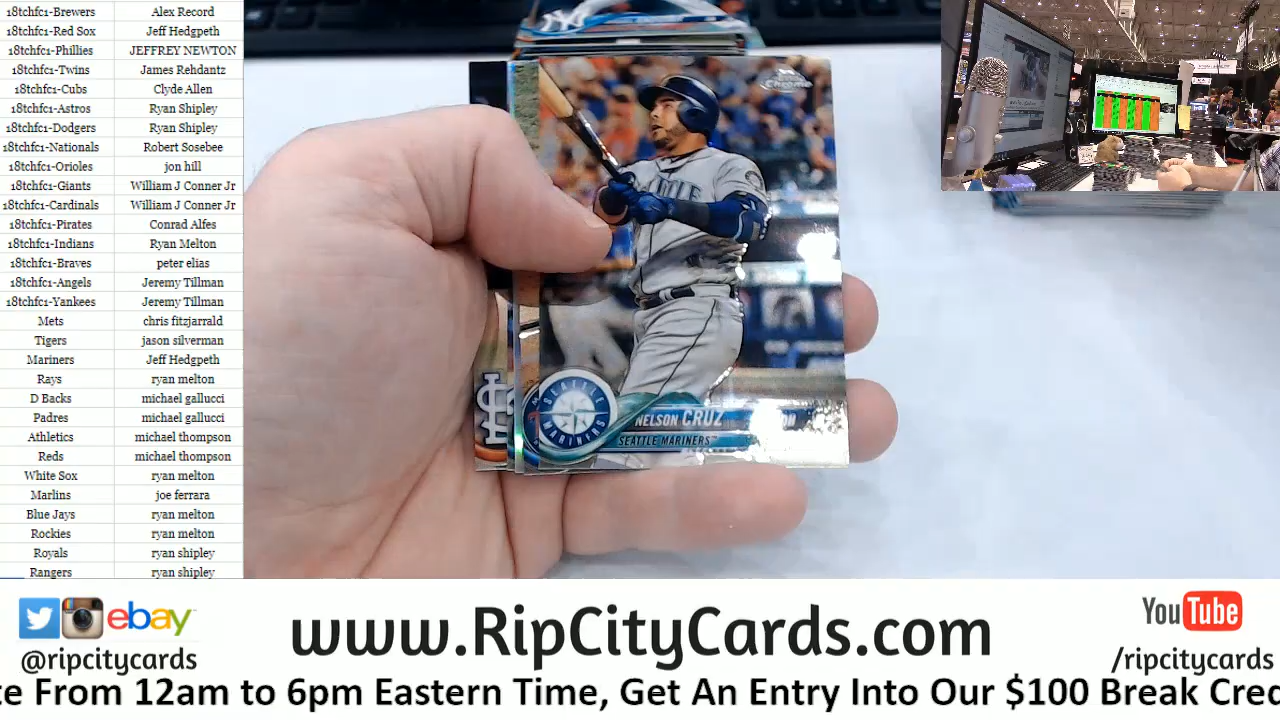 18tchfc1-Brewers Alex Record
18tchfc1-Red Sox Jeff Hedgpeth
18tchfc1-Phillies JEFFREY NEWTON
18tchfc1-Twins James Rehdantz
18tchfc1-Cubs Clyde Allen
18tchfc1-Astros Ryan Shipley
18tchfc1-Dodgers Ryan Shipley
18tchfc1-Nationals Robert Sosebee
18tchfc1-Orioles jon hill
18tchfc1-Giants William J Conner Jr
18tchfc1-Cardinals William J Conner Jr
18tchfc1-Pirates Conrad Alfes
18tchfc1-Indians Ryan Melton
18tchfc1-Braves peter elias
18tchfc1-Angels Jeremy Tillman
18tchfc1-Yankees Jeremy Tillman
Mets chris fitzjarrald
Tigers jason silverman
Mariners Jeff Hedgpeth
Rays ryan melton
D Backs michael gallucci
Padres michael gallucci
Athletics michael thompson
Reds michael thompson
White Sox ryan melton
Marlins joe ferrara
Blue Jays ryan melton
Rockies ryan melton
Royals ryan shipley
Rangers ryan shipley
Chrome
SEATTLE
MARINERS
NELSON CRUZ
SEATTLE MARINERS™
ebay
@ripcitycards
www.RipCityCards.com
YouTube
/ripcitycards
From 12am to 6pm Eastern Time, Get An Entry Into Our $100 Break